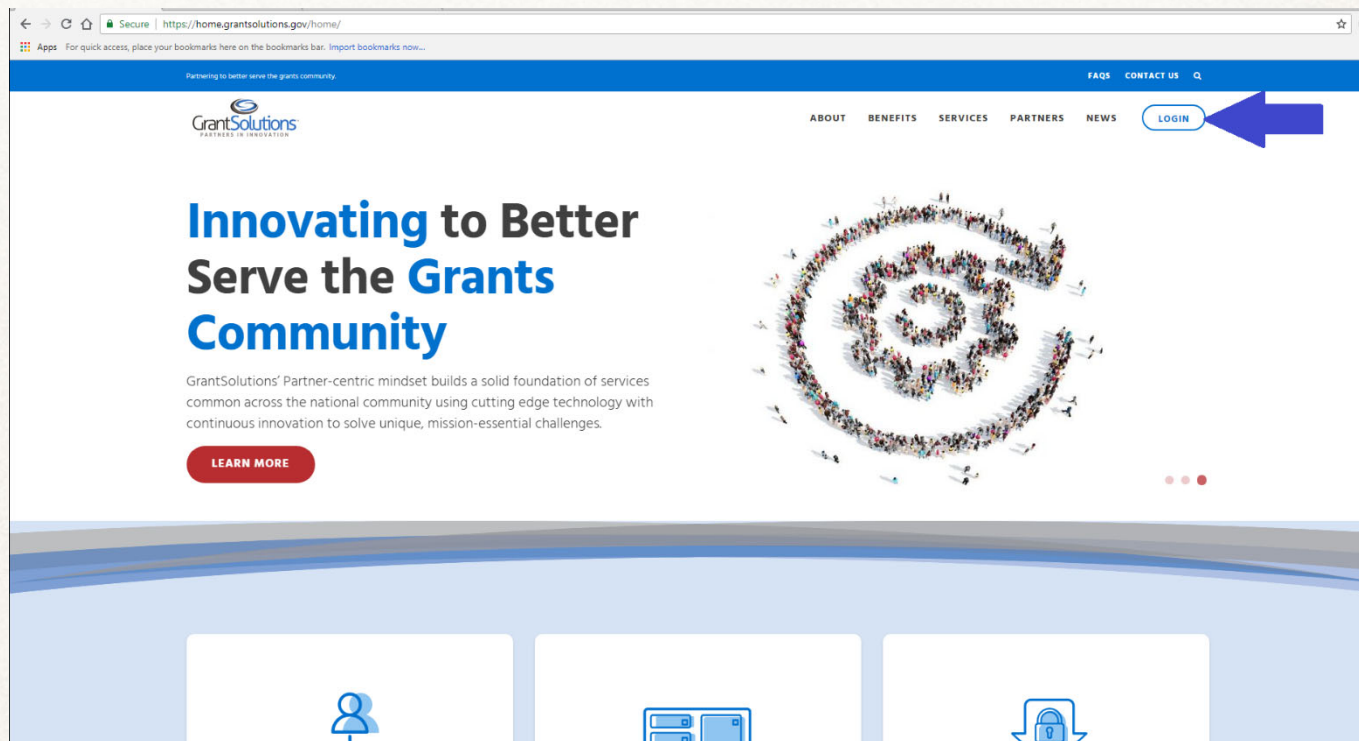 Secure | https://home.grantsolutions.gov/home/
Apps For quick access, place your bookmarks here on the bookmarks bar. Import bookmarks now...
Partnering to better serve the grants community. FAQS CONTACT US
GrantSolutions
PARTNERS IN INNOVATION
ABOUT BENEFITS SERVICES PARTNERS NEWS LOGIN
Innovating to Better
Serve the Grants
Community
GrantSolutions' Partner-centric mindset builds a solid foundation of services
common across the national community using cutting edge technology with
continuous innovation to solve unique, mission-essential challenges.
LEARN MORE